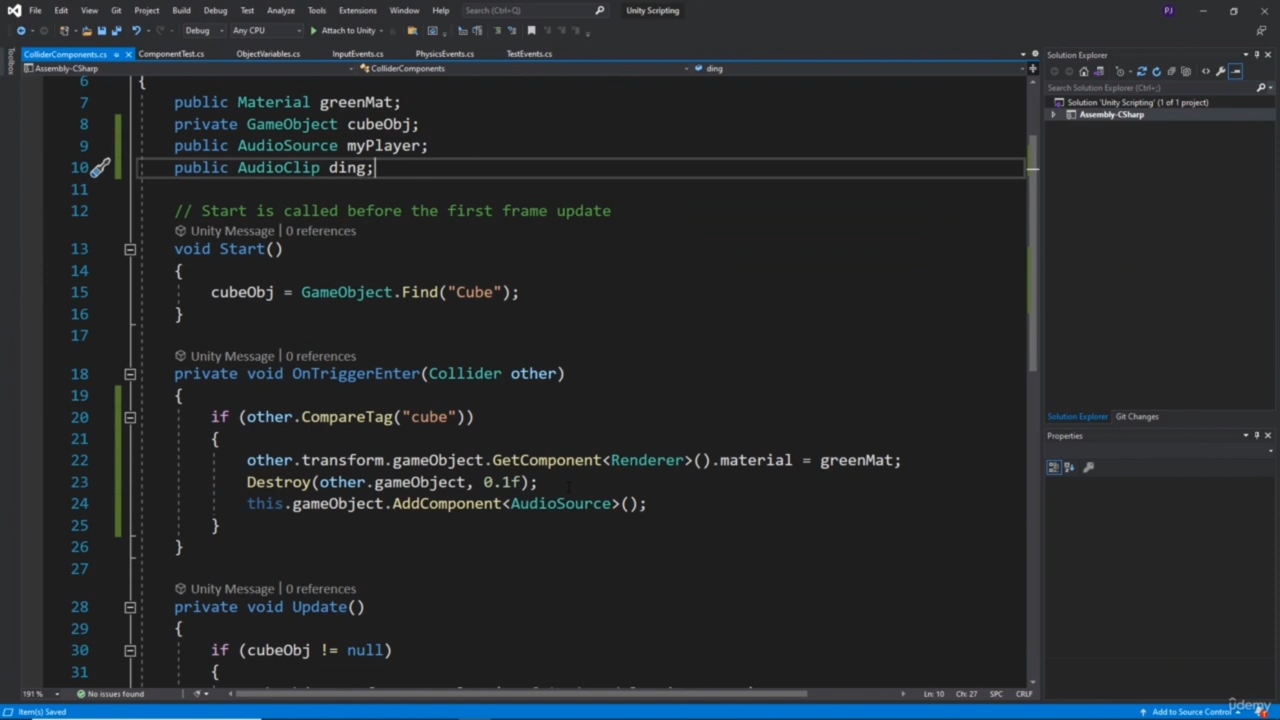 File Edit View Git Project Build Debug Test Analyze Tools Extensions Window Help Search (Ctrl+Q) Unity Scripting PJ
Debug Any CPU Attach to Unity
ColliderComponents.cs ComponentTest.cs ObjectVariables.cs InputEvents.cs PhysicsEvents.cs TestEvents.cs
Assembly-CSharp ColliderComponents ding
Toolbox
6 {
7 public Material greenMat;
8 private GameObject cubeObj;
9 public AudioSource myPlayer;
10 public AudioClip ding;
11
12 // Start is called before the first frame update
Unity Message | 0 references
13 void Start()
14 {
15 cubeObj = GameObject.Find("Cube");
16 }
17
Unity Message | 0 references
18 private void OnTriggerEnter(Collider other)
19 {
20 if (other.CompareTag("cube"))
21 {
22 other.transform.gameObject.GetComponent<Renderer>().material = greenMat;
23 Destroy(other.gameObject, 0.1f);
24 this.gameObject.AddComponent<AudioSource>();
25 }
26 }
27
Unity Message | 0 references
28 private void Update()
29 {
30 if (cubeObj != null)
31 {
191 % No issues found Ln: 10 Ch: 27 SPC CRLF
Solution Explorer
Search Solution Explorer (Ctrl+;)
Solution 'Unity Scripting' (1 of 1 project)
Assembly-CSharp
Solution Explorer Git Changes
Properties
Item(s) Saved Add to Source Control
udemy